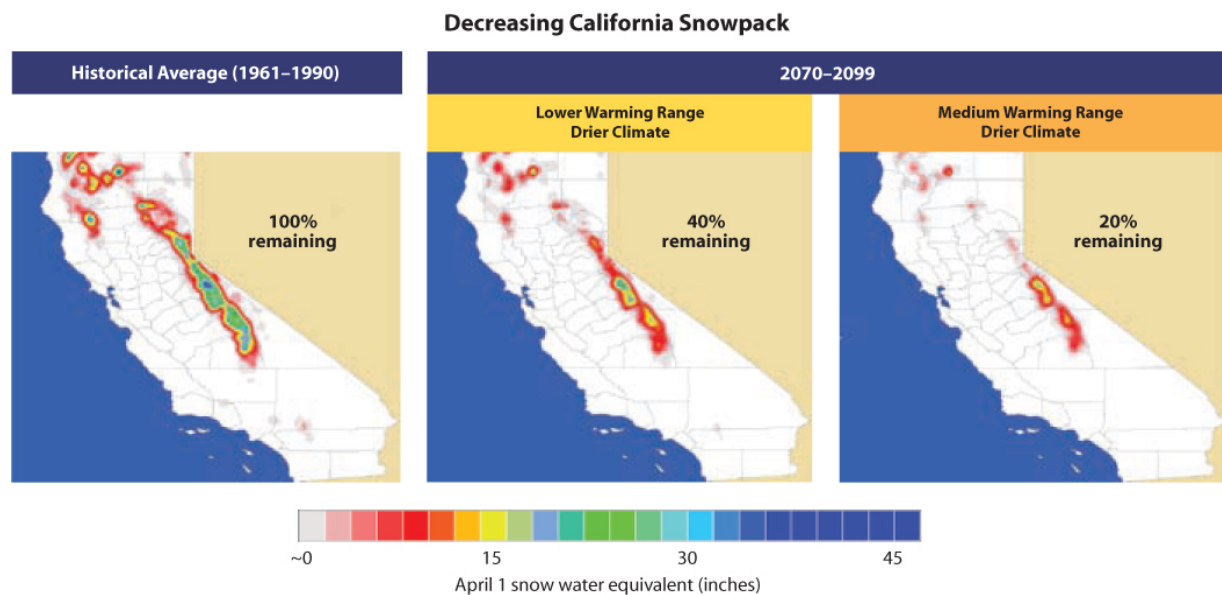 Decreasing California Snowpack
Historical Average (1961–1990)
2070–2099
Lower Warming Range
Drier Climate
Medium Warming Range
Drier Climate
100%
remaining
40%
remaining
20%
remaining
~0
15
30
45
April 1 snow water equivalent (inches)